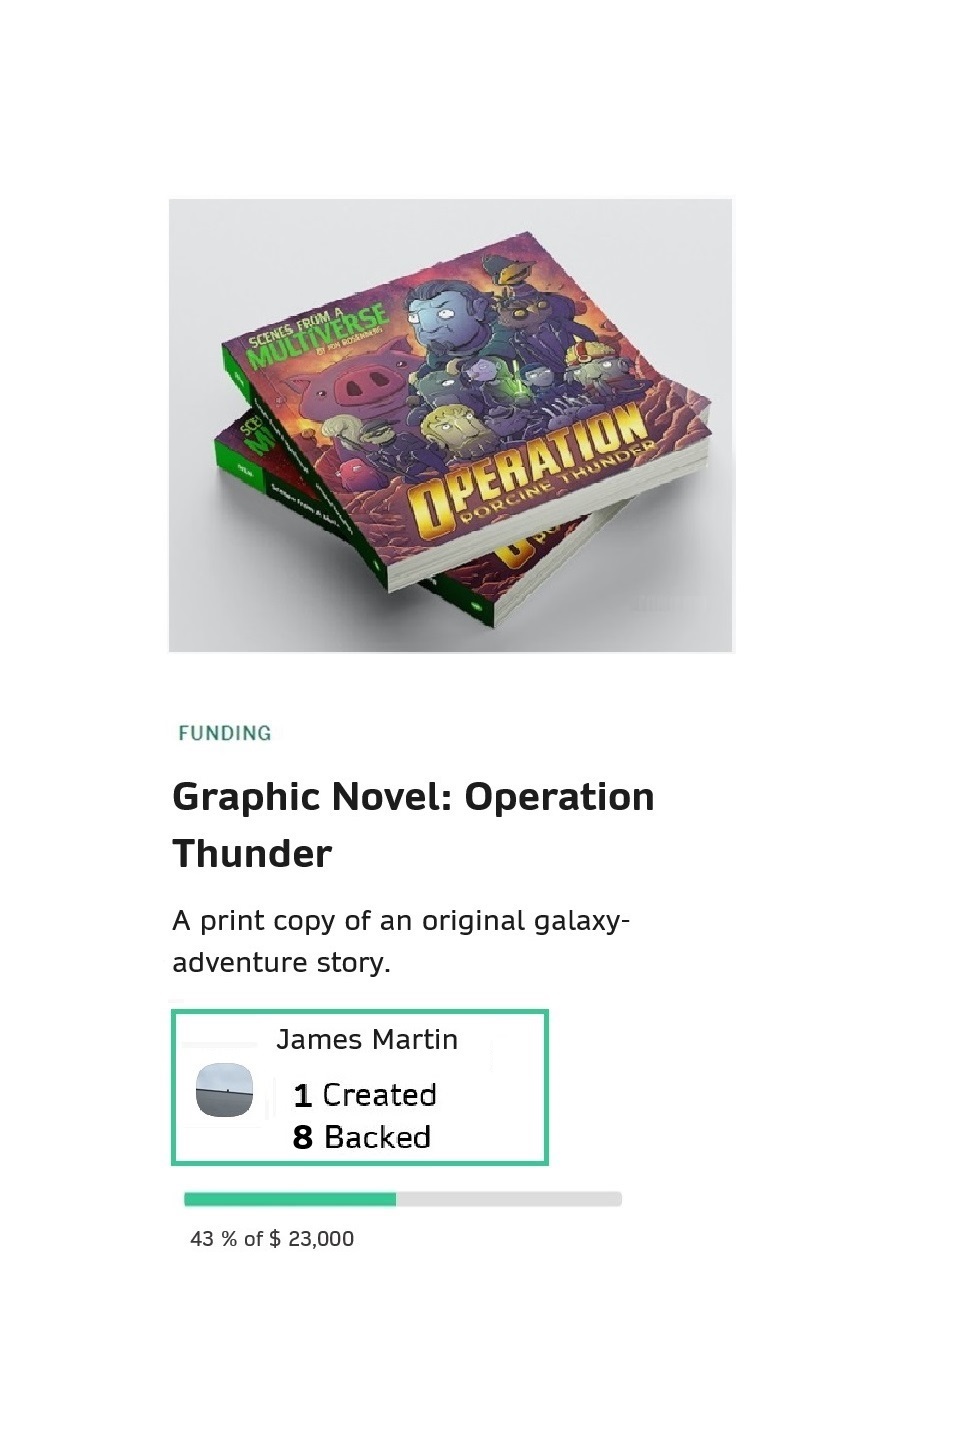 SCENES FROM A
MULTIVERSE
BY JON ROSENBERG
OPERATION
PORCINE THUNDER
FUNDING
Graphic Novel: Operation
Thunder
A print copy of an original galaxy-
adventure story.
James Martin
1 Created
8 Backed
43 % of $ 23,000